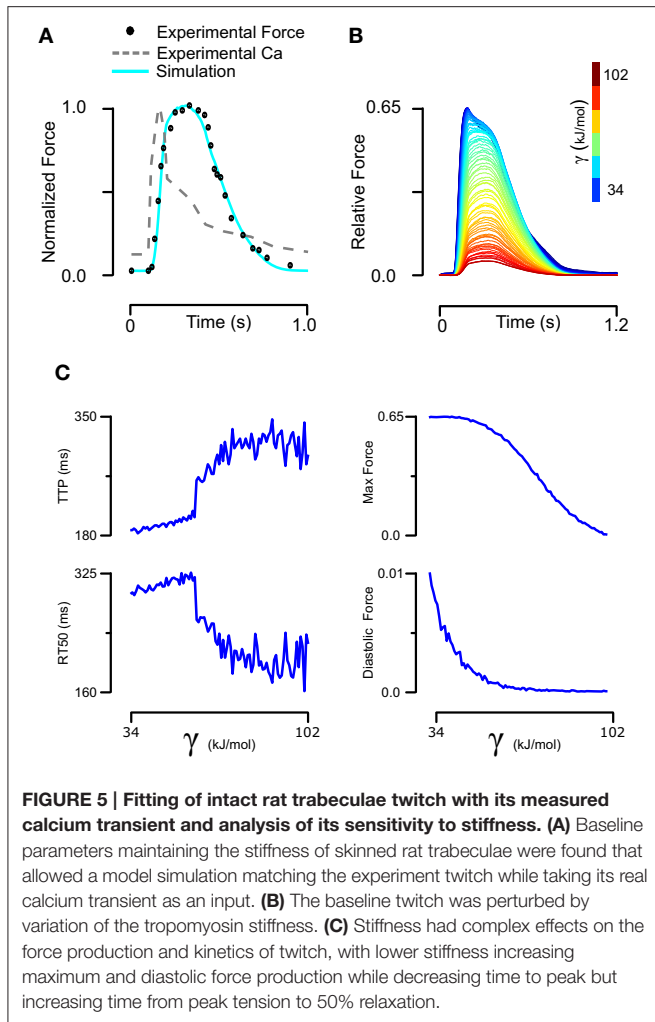 A
Experimental Force
Experimental Ca
Simulation
1.0
Normalized Force
0.0
0
Time (s)
1.0
B
0.65
Relative Force
0.0
0
Time (s)
1.2
102
γ (kJ/mol)
34
C
350
TTP (ms)
180
0.65
Max Force
0.0
325
RT50 (ms)
160
0.01
Diastolic Force
0.0
34
γ (kJ/mol)
102
34
γ (kJ/mol)
102
FIGURE 5 | Fitting of intact rat trabeculae twitch with its measured
calcium transient and analysis of its sensitivity to stiffness. (A) Baseline
parameters maintaining the stiffness of skinned rat trabeculae were found that
allowed a model simulation matching the experiment twitch while taking its real
calcium transient as an input. (B) The baseline twitch was perturbed by
variation of the tropomyosin stiffness. (C) Stiffness had complex effects on the
force production and kinetics of twitch, with lower stiffness increasing
maximum and diastolic force production while decreasing time to peak but
increasing time from peak tension to 50% relaxation.